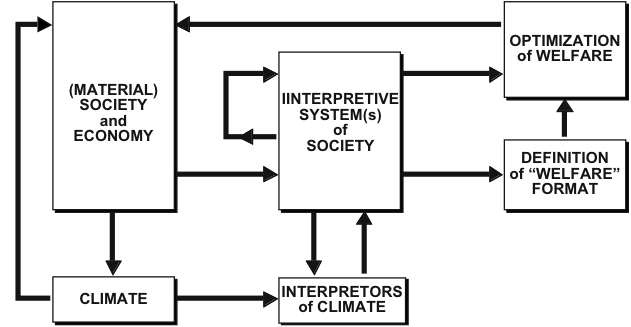 (MATERIAL)
SOCIETY
and
ECONOMY
IINTERPRETIVE
SYSTEM(s)
of
SOCIETY
OPTIMIZATION
of WELFARE
DEFINITION
of “WELFARE”
FORMAT
CLIMATE
INTERPRETORS
of CLIMATE